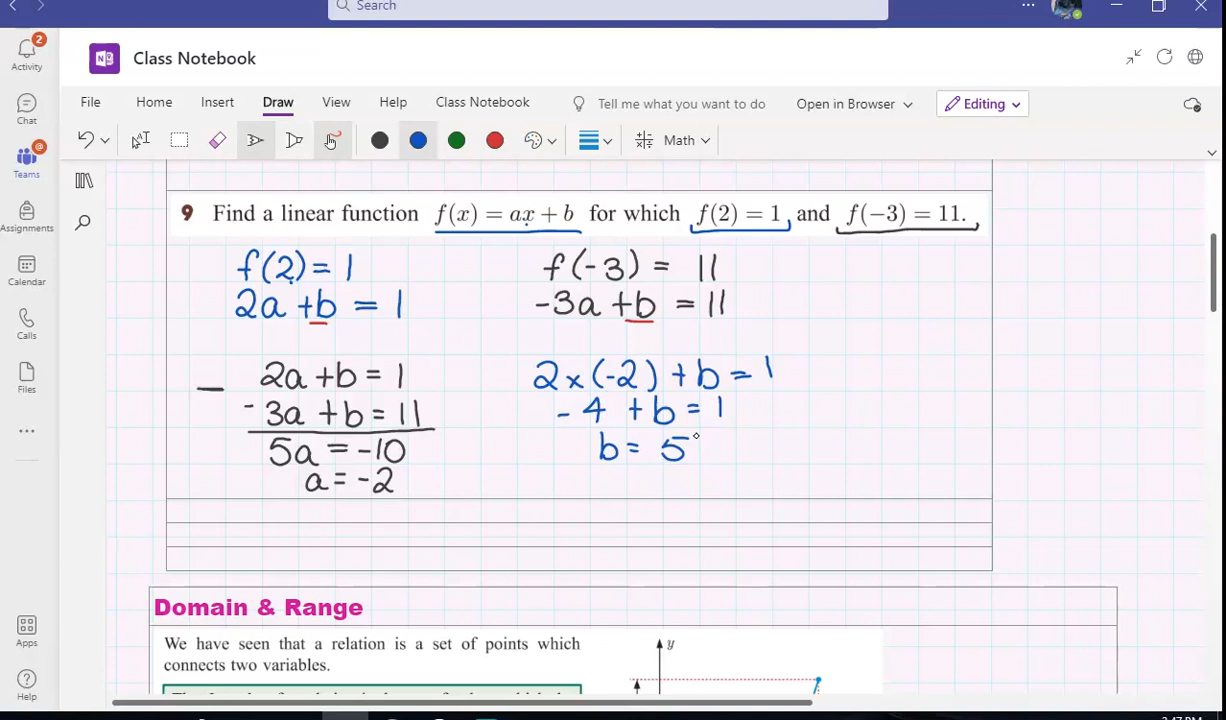 Search
Class Notebook
File Home Insert Draw View Help Class Notebook Tell me what you want to do Open in Browser Editing
Math
Activity
2
Chat
Teams
@
Assignments
Calendar
Calls
Files
Apps
Help
9 Find a linear function f(x) = ax + b for which f(2) = 1 and f(−3) = 11.
f(2) = 1
f(-3) = 11
2a + b = 1
-3a + b = 11
2a + b = 1
- -3a + b = 11
5a = -10
a = -2
2 × (-2) + b = 1
-4 + b = 1
b = 5
Domain & Range
We have seen that a relation is a set of points which
connects two variables.
y